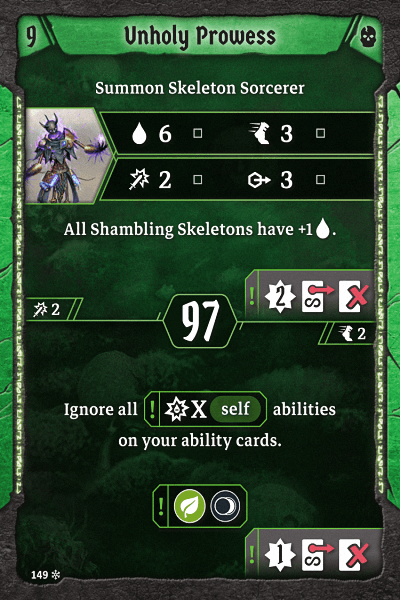 9 Unholy Prowess
Summon Skeleton Sorcerer
6 3
2 3
All Shambling Skeletons have +1.
! 2
2 97
2
Ignore all ! X self abilities
on your ability cards.
!
! 1
149